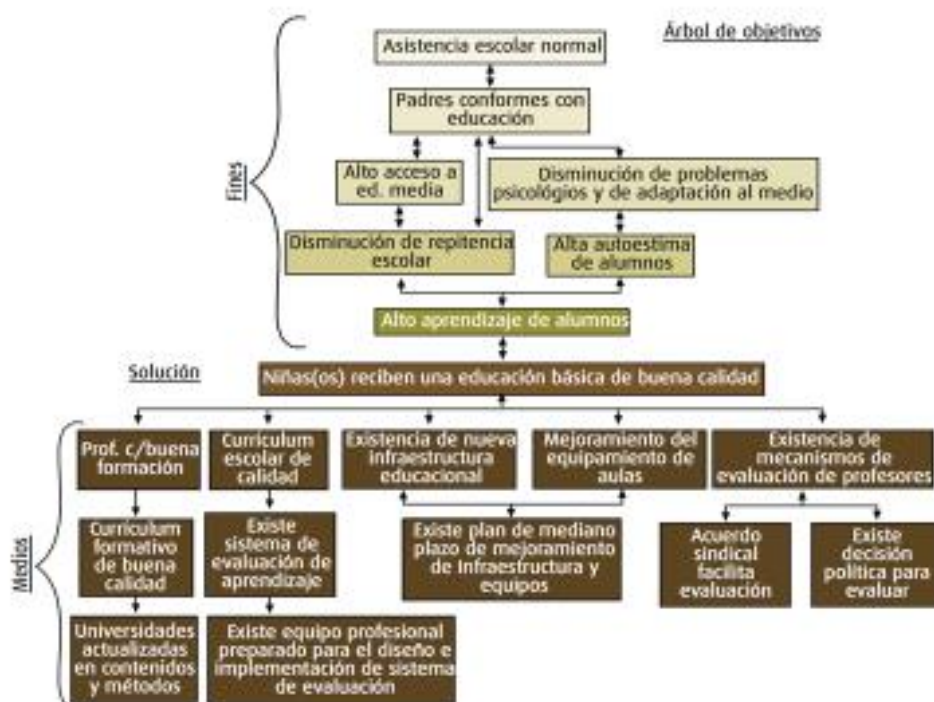 Árbol de objetivos
Asistencia escolar normal
Padres conformes con
educación
Alto acceso a
ed. media
Disminución de problemas
psicológios y de adaptación al medio
Disminución de repitencia
escolar
Alta autoestima
de alumnos
Alto aprendizaje de alumnos
Fines
Solución
Niñas(os) reciben una educación básica de buena calidad
Prof. c/buena
formación
Curriculum
escolar de
calidad
Existencia de nueva
infraestructura
educacional
Mejoramiento del
equipamiento de
aulas
Existencia de
mecanismos de
evaluación de profesores
Curriculum
formativo
de buena
calidad
Existe
sistema de
evaluación de
aprendizaje
Existe plan de mediano
plazo de mejoramiento
de Infraestructura y
equipos
Acuerdo
sindical
facilita
evaluación
Existe
decisión
política para
evaluar
Universidades
actualizadas
en contenidos
y métodos
Existe equipo profesional
preparado para el diseño e
implementación de sistema
de evaluación
Medios